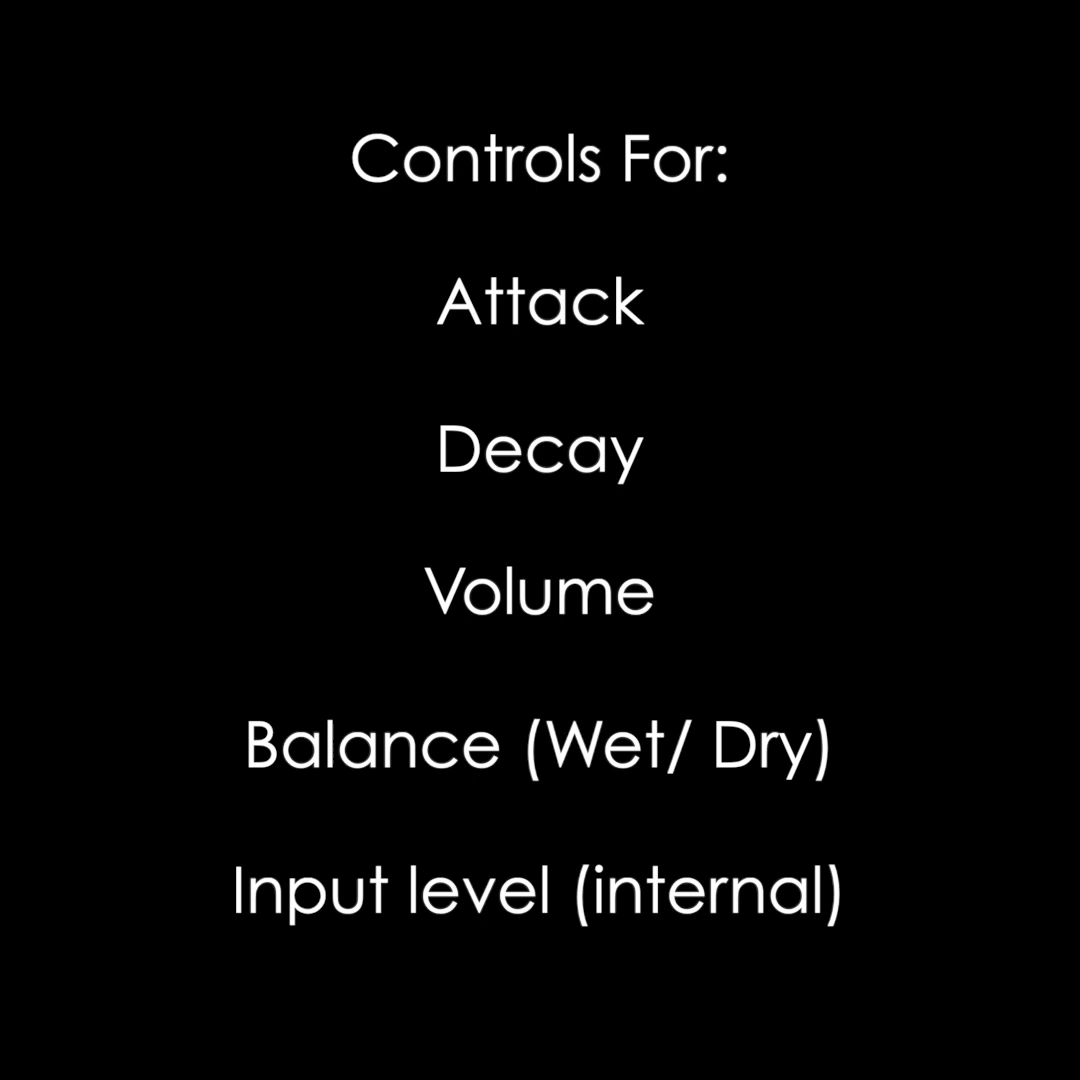 Controls For:
Attack
Decay
Volume
Balance (Wet/ Dry)
Input level (internal)